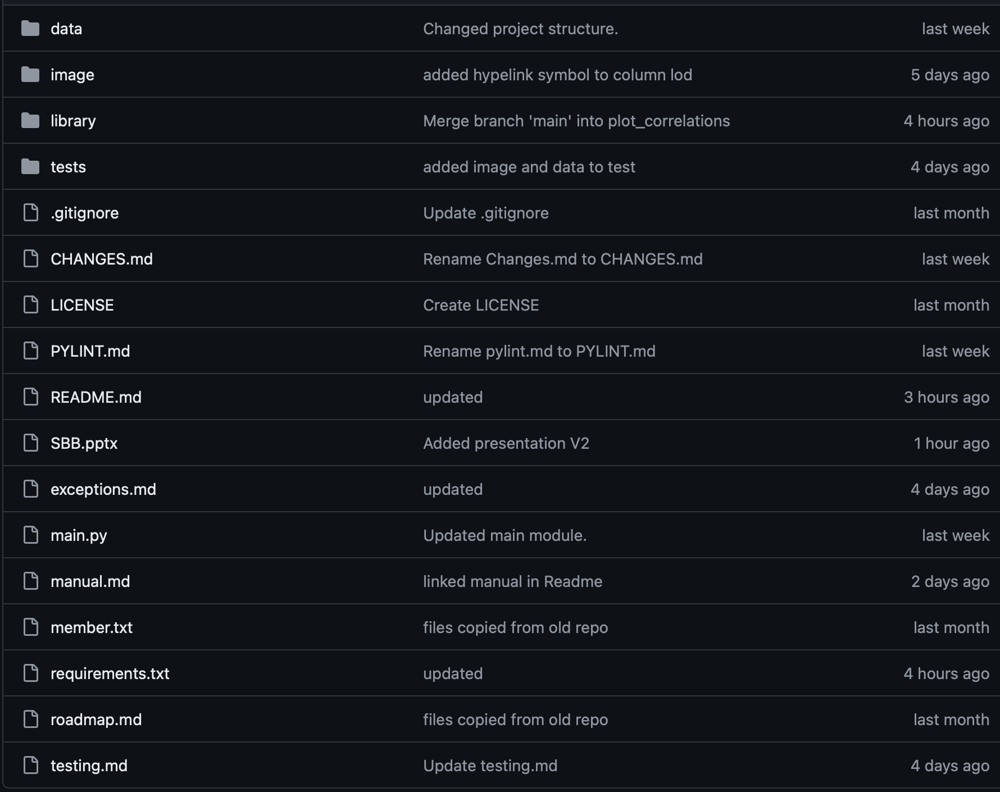 data Changed project structure. last week
image added hypelink symbol to column lod 5 days ago
library Merge branch 'main' into plot_correlations 4 hours ago
tests added image and data to test 4 days ago
.gitignore Update .gitignore last month
CHANGES.md Rename Changes.md to CHANGES.md last week
LICENSE Create LICENSE last month
PYLINT.md Rename pylint.md to PYLINT.md last week
README.md updated 3 hours ago
SBB.pptx Added presentation V2 1 hour ago
exceptions.md updated 4 days ago
main.py Updated main module. last week
manual.md linked manual in Readme 2 days ago
member.txt files copied from old repo last month
requirements.txt updated 4 hours ago
roadmap.md files copied from old repo last month
testing.md Update testing.md 4 days ago